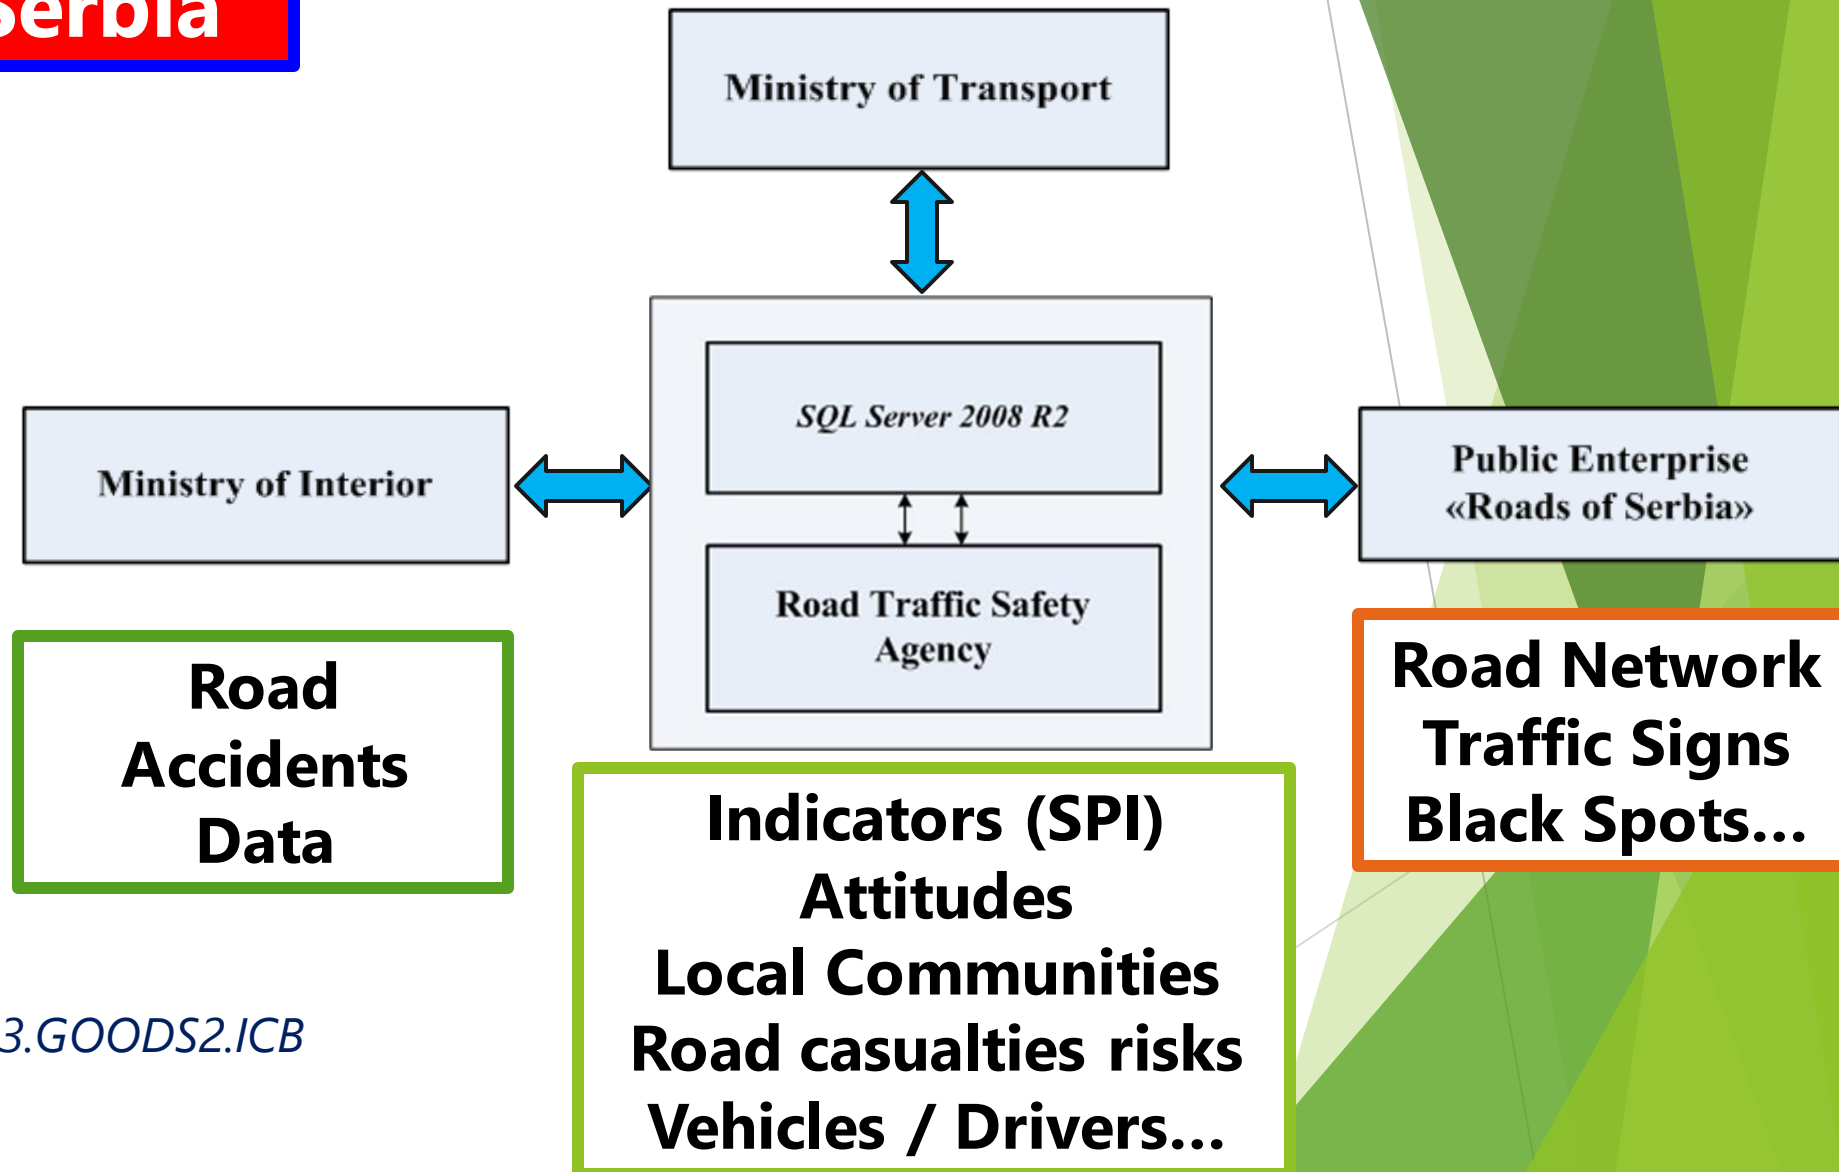 Serbia
Ministry of Transport
SQL Server 2008 R2
Ministry of Interior
Public Enterprise
«Roads of Serbia»
Road Traffic Safety
Agency
Road
Accidents
Data
Road Network
Traffic Signs
Black Spots...
Indicators (SPI)
Attitudes
Local Communities
Road casualties risks
Vehicles / Drivers...
3.GOODS2.ICB